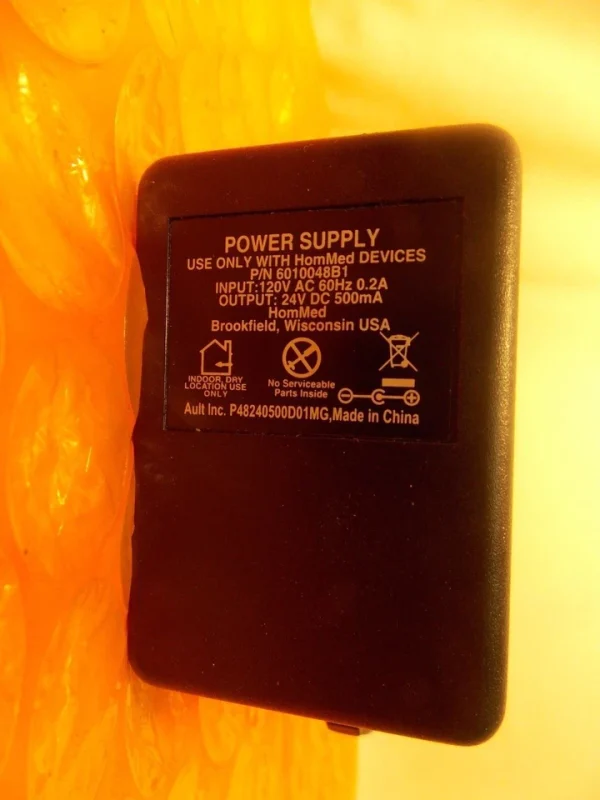 POWER SUPPLY
USE ONLY WITH HomMed DEVICES
P/N 6010048B1
INPUT:120V AC 60Hz 0.2A
OUTPUT: 24V DC 500mA
HomMed
Brookfield, Wisconsin USA
INDOOR, DRY
LOCATION USE
ONLY
No Serviceable
Parts Inside
Ault Inc. P48240500D01MG,Made in China